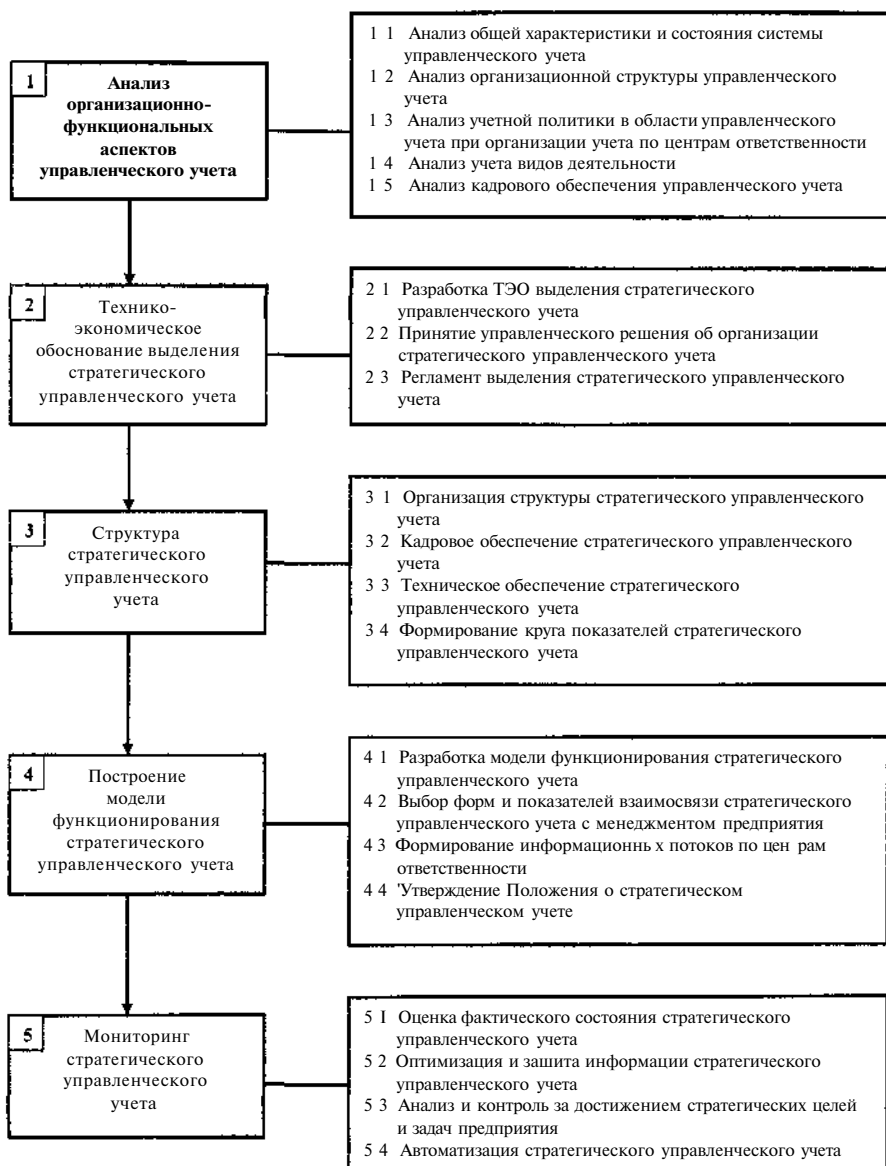 1
Анализ
организационно-
функциональных
аспектов
управленческого учета
1 1 Анализ общей характеристики и состояния системы
управленческого учета
1 2 Анализ организационной структуры управленческого
учета
1 3 Анализ учетной политики в области управленческого
учета при организации учета по центрам ответственности
1 4 Анализ учета видов деятельности
1 5 Анализ кадрового обеспечения управленческого учета
2
Технико-
экономическое
обоснование выделения
стратегического
управленческого учета
2 1 Разработка ТЭО выделения стратегического
управленческого учета
2 2 Принятие управленческого решения об организации
стратегического управленческого учета
2 3 Регламент выделения стратегического управленческого
учета
3
Структура
стратегического
управленческого
учета
3 1 Организация структуры стратегического управленческого
учета
3 2 Кадровое обеспечение стратегического управленческого
учета
3 3 Техническое обеспечение стратегического
управленческого учета
3 4 Формирование круга показателей стратегического
управленческого учета
4
Построение
модели
функционирования
стратегического
управленческого учета
4 1 Разработка модели функционирования стратегического
управленческого учета
4 2 Выбор форм и показателей взаимосвязи стратегического
управленческого учета с менеджментом предприятия
4 3 Формирование информационнь х потоков по цен рам
ответственности
4 4 'Утверждение Положения о стратегическом
управленческом учете
5
Мониторинг
стратегического
управленческого
учета
5 I Оценка фактического состояния стратегического
управленческого учета
5 2 Оптимизация и зашита информации стратегического
управленческого учета
5 3 Анализ и контроль за достижением стратегических целей
и задач предприятия
5 4 Автоматизация стратегического управленческого учета